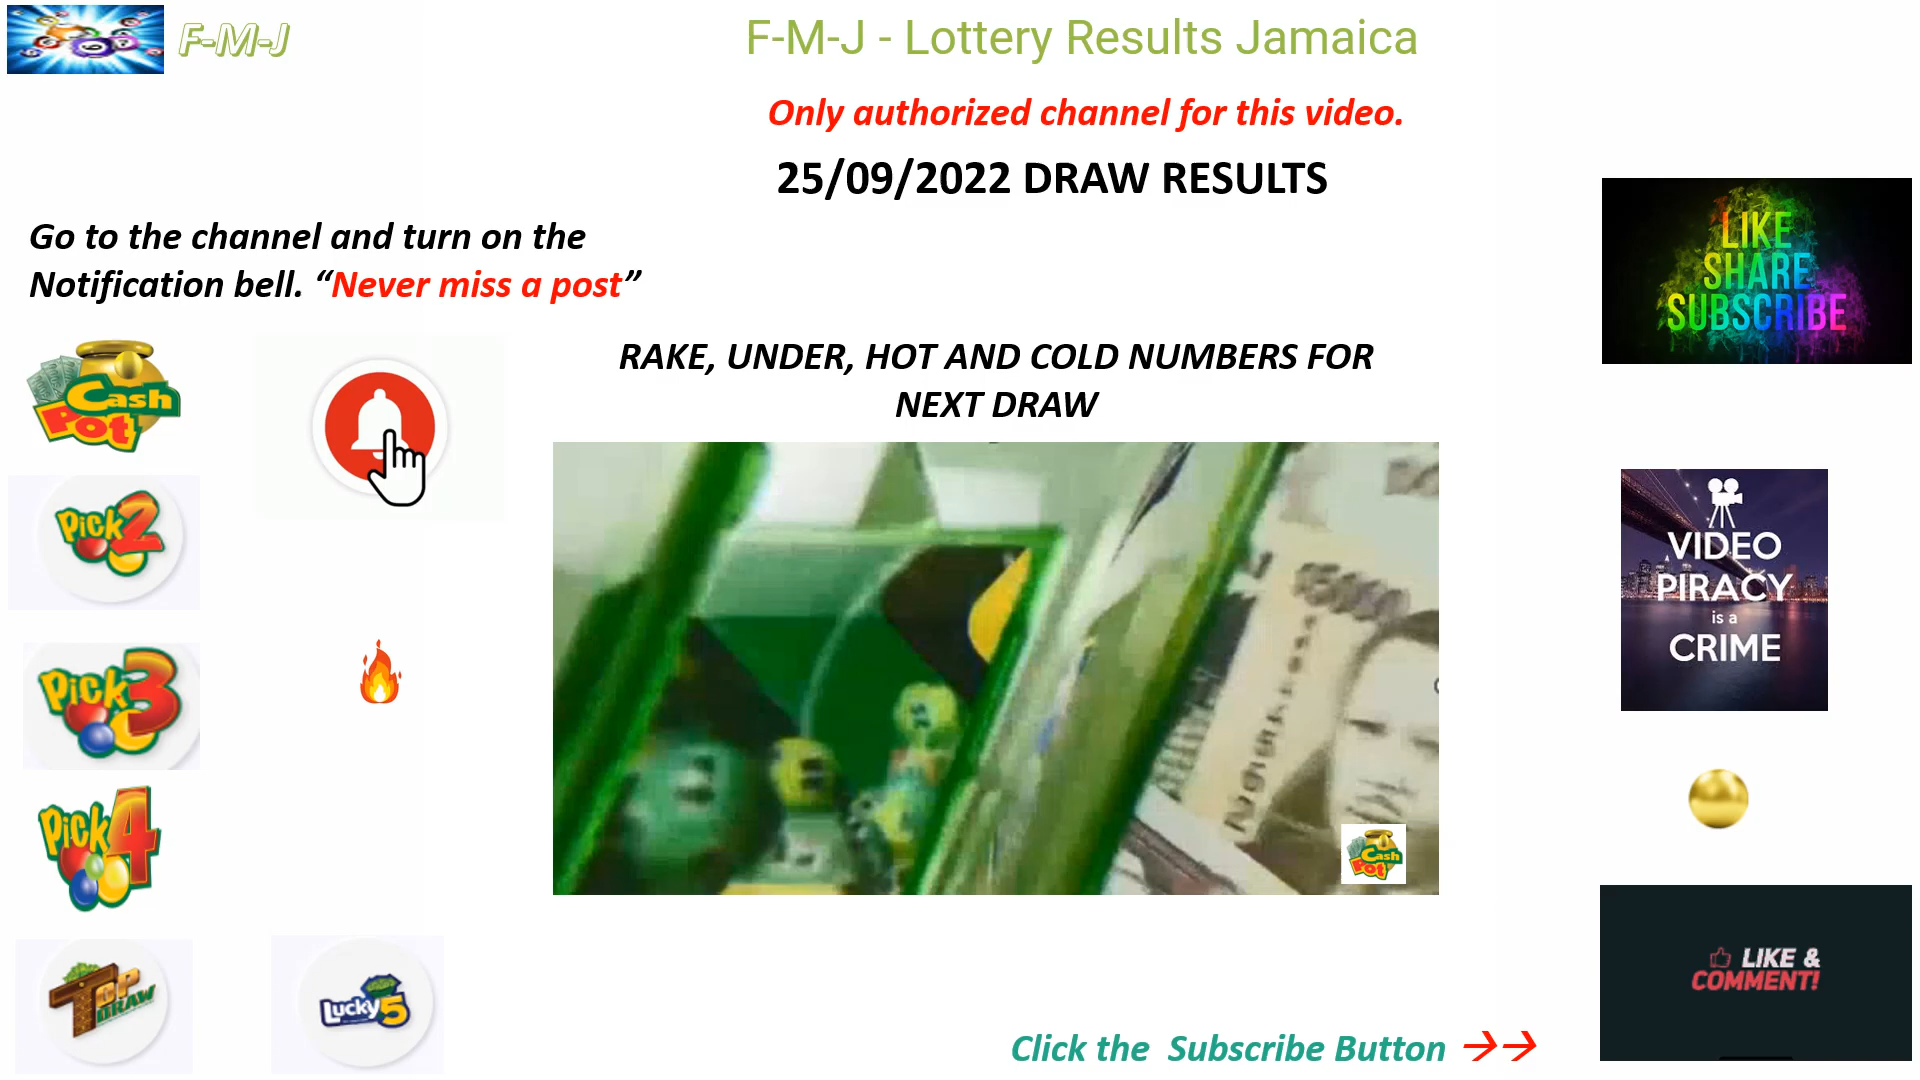 F-M-J
F-M-J - Lottery Results Jamaica
Only authorized channel for this video.
25/09/2022 DRAW RESULTS
Go to the channel and turn on the
Notification bell. “Never miss a post”
LIKE
SHARE
SUBSCRIBE
RAKE, UNDER, HOT AND COLD NUMBERS FOR
NEXT DRAW
Cash
Pot
Pick 2
Pick 3
Pick 4
TOP
DRAW
Lucky 5
VIDEO
PIRACY
is a
CRIME
Cash
Pot
LIKE &
COMMENT!
Click the Subscribe Button →→